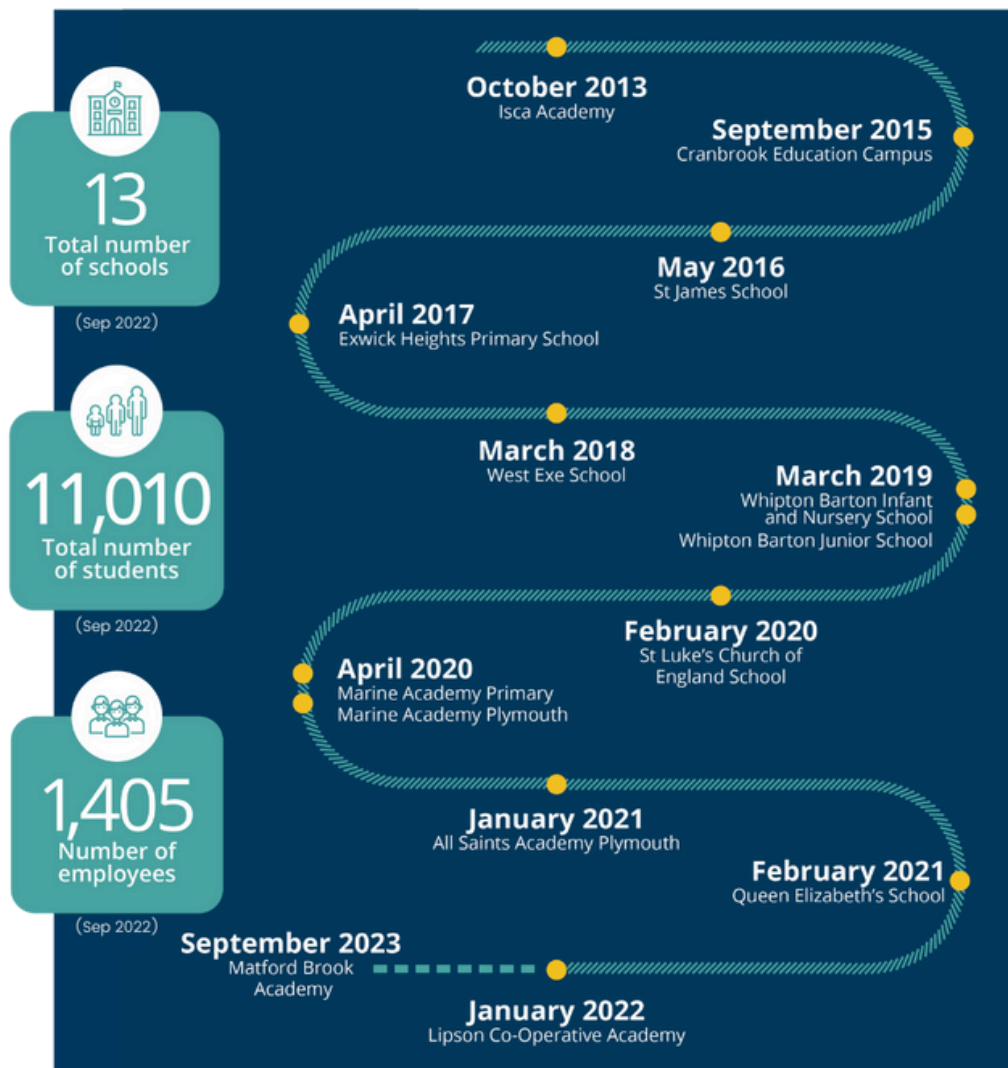 October 2013
Isca Academy
September 2015
Cranbrook Education Campus
13
Total number
of schools
(Sep 2022)
May 2016
St James School
April 2017
Exwick Heights Primary School
March 2018
West Exe School
11,010
Total number
of students
(Sep 2022)
March 2019
Whipton Barton Infant
and Nursery School
Whipton Barton Junior School
February 2020
St Luke’s Church of
England School
April 2020
Marine Academy Primary
Marine Academy Plymouth
1,405
Number of
employees
(Sep 2022)
January 2021
All Saints Academy Plymouth
February 2021
Queen Elizabeth’s School
January 2022
Lipson Co-Operative Academy
September 2023
Matford Brook
Academy